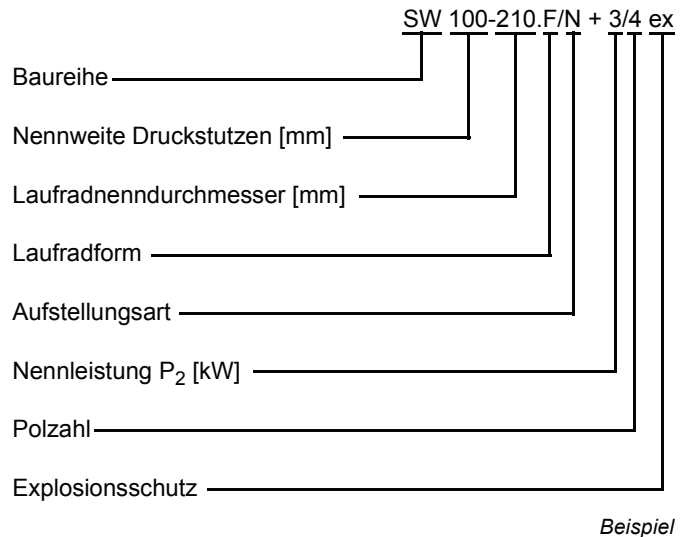 SW 100-210.F/N + 3/4 ex
Baureihe
Nennweite Druckstutzen [mm]
Laufradnenndurchmesser [mm]
Laufradform
Aufstellungsart
Nennleistung P₂ [kW]
Polzahl
Explosionsschutz
Beispiel